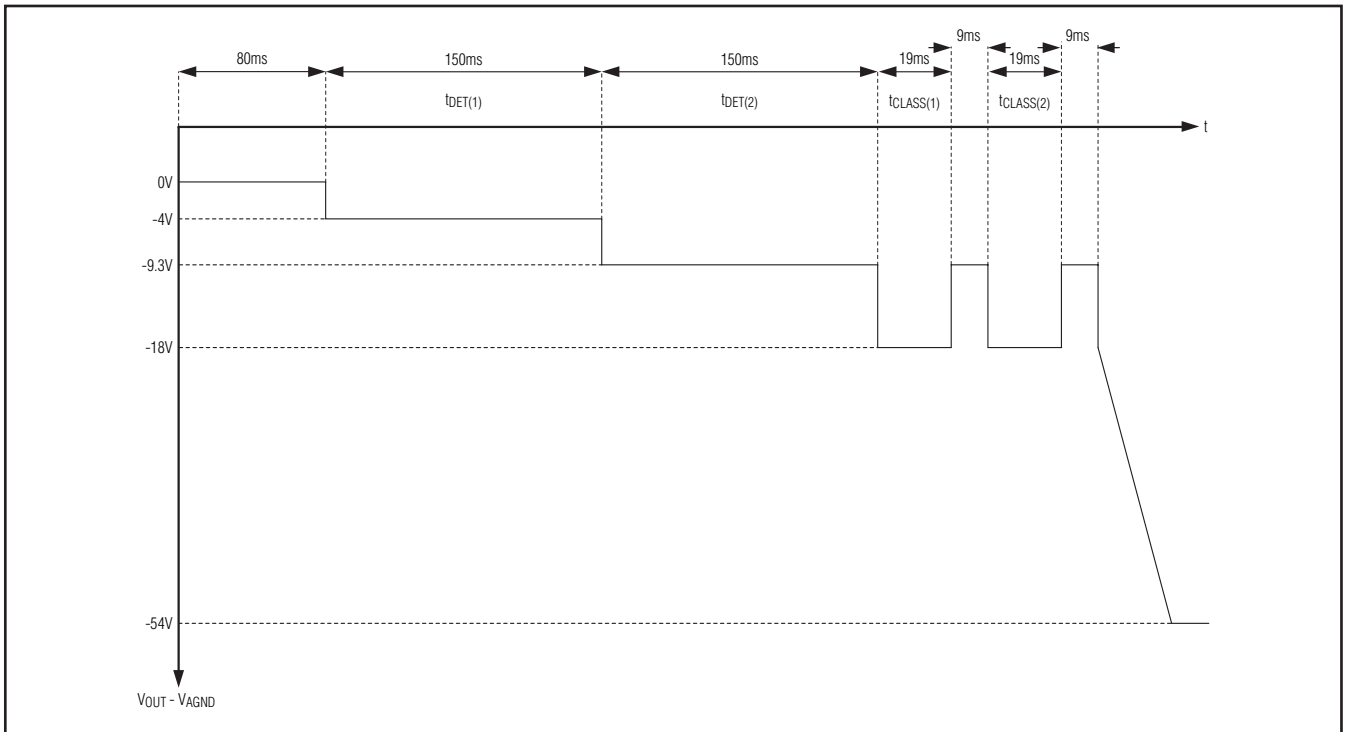 9ms 9ms
80ms 150ms 150ms 19ms 19ms
tDET(1) tDET(2) tCLASS(1) tCLASS(2)
t
0V
-4V
-9.3V
-18V
-54V
VOUT - VAGND